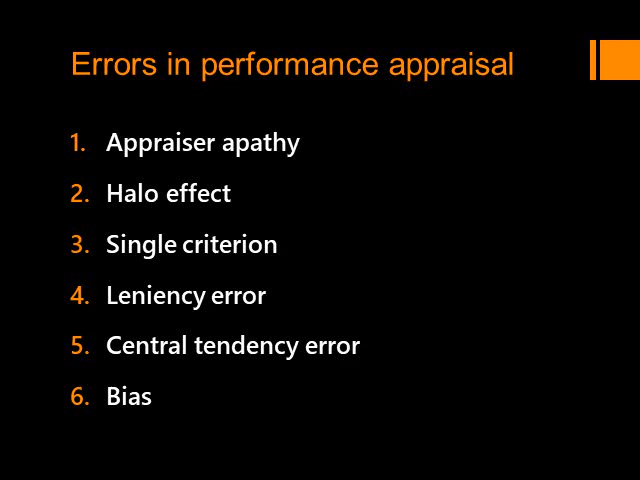 Errors in performance appraisal
1. Appraiser apathy
2. Halo effect
3. Single criterion
4. Leniency error
5. Central tendency error
6. Bias